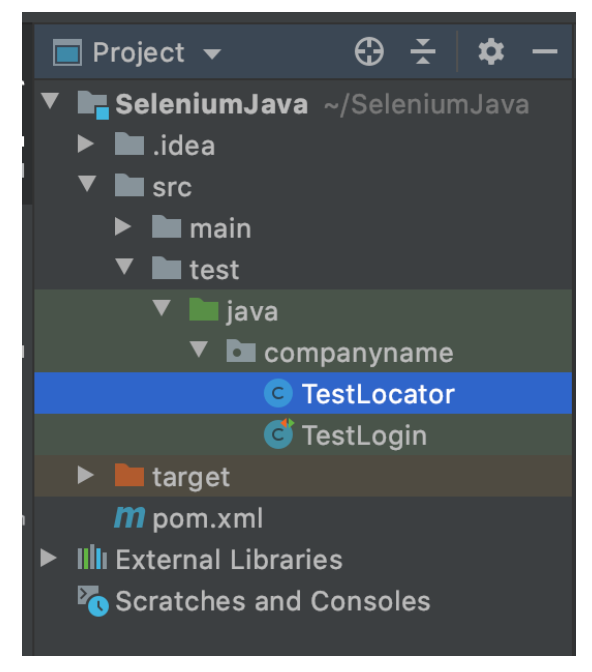 Project
SeleniumJava ~/SeleniumJava
.idea
src
main
test
java
companyname
C TestLocator
C TestLogin
target
m pom.xml
External Libraries
Scratches and Consoles